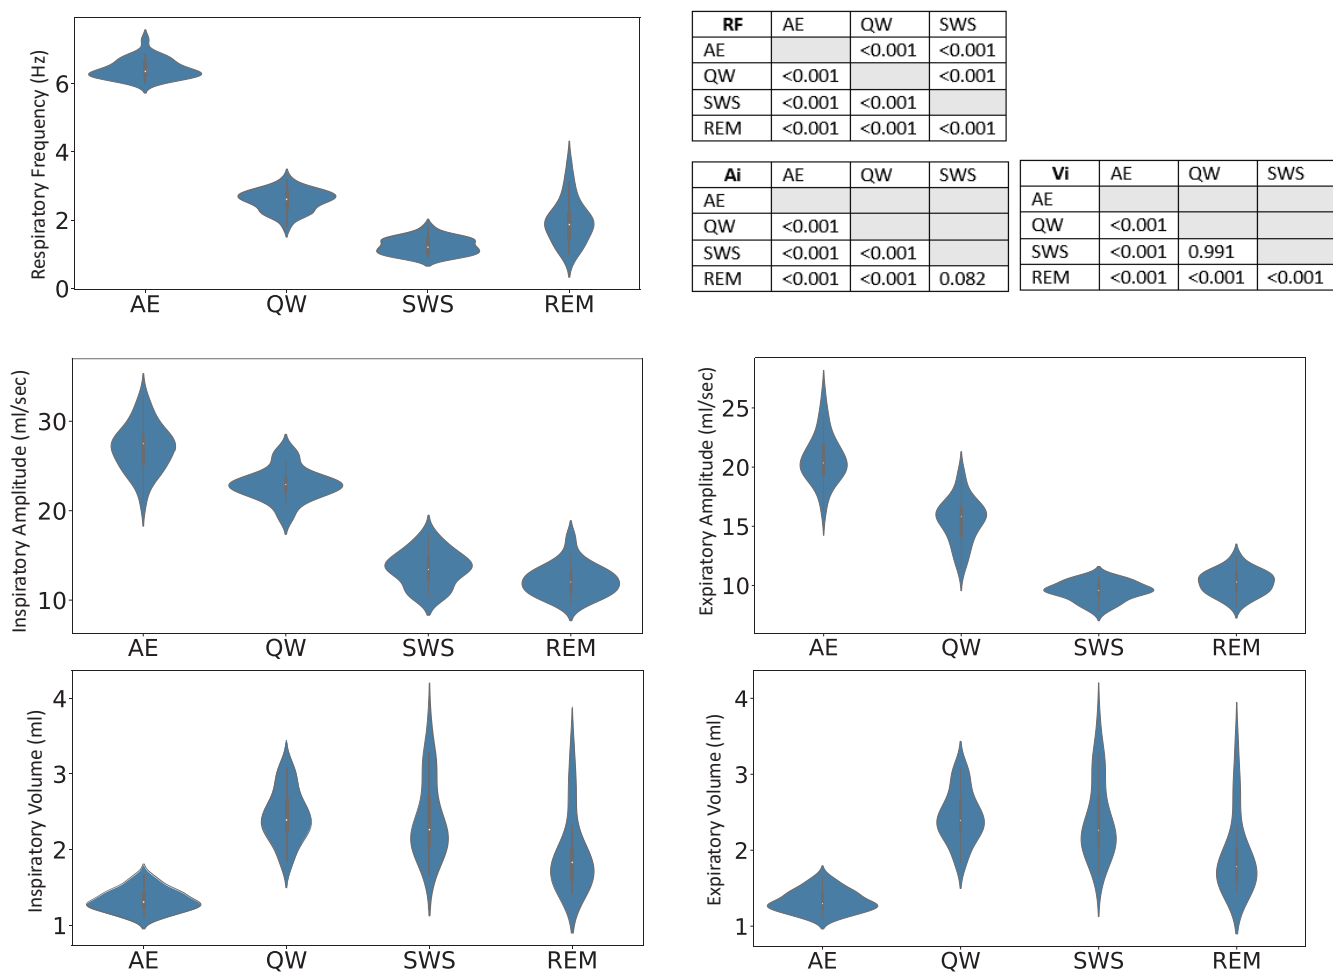 Respiratory Frequency (Hz)
6
4
2
0
AE QW SWS REM
RF AE QW SWS
AE <0.001 <0.001
QW <0.001 <0.001
SWS <0.001 <0.001
REM <0.001 <0.001 <0.001
Ai AE QW SWS
AE
QW <0.001
SWS <0.001 <0.001
REM <0.001 <0.001 0.082
Vi AE QW SWS
AE
QW <0.001
SWS <0.001 0.991
REM <0.001 <0.001 <0.001
Inspiratory Amplitude (ml/sec)
30
20
10
AE QW SWS REM
Expiratory Amplitude (ml/sec)
25
20
15
10
AE QW SWS REM
Inspiratory Volume (ml)
4
3
2
1
AE QW SWS REM
Expiratory Volume (ml)
4
3
2
1
AE QW SWS REM